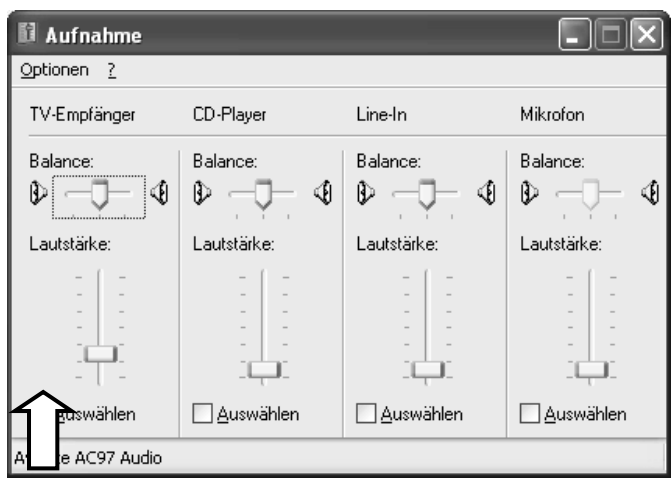 Aufnahme
Optionen ?
TV-Empfänger CD-Player Line-In Mikrofon
Balance: Balance: Balance: Balance:
Lautstärke: Lautstärke: Lautstärke: Lautstärke:
Auswählen Auswählen Auswählen
AC97 Audio